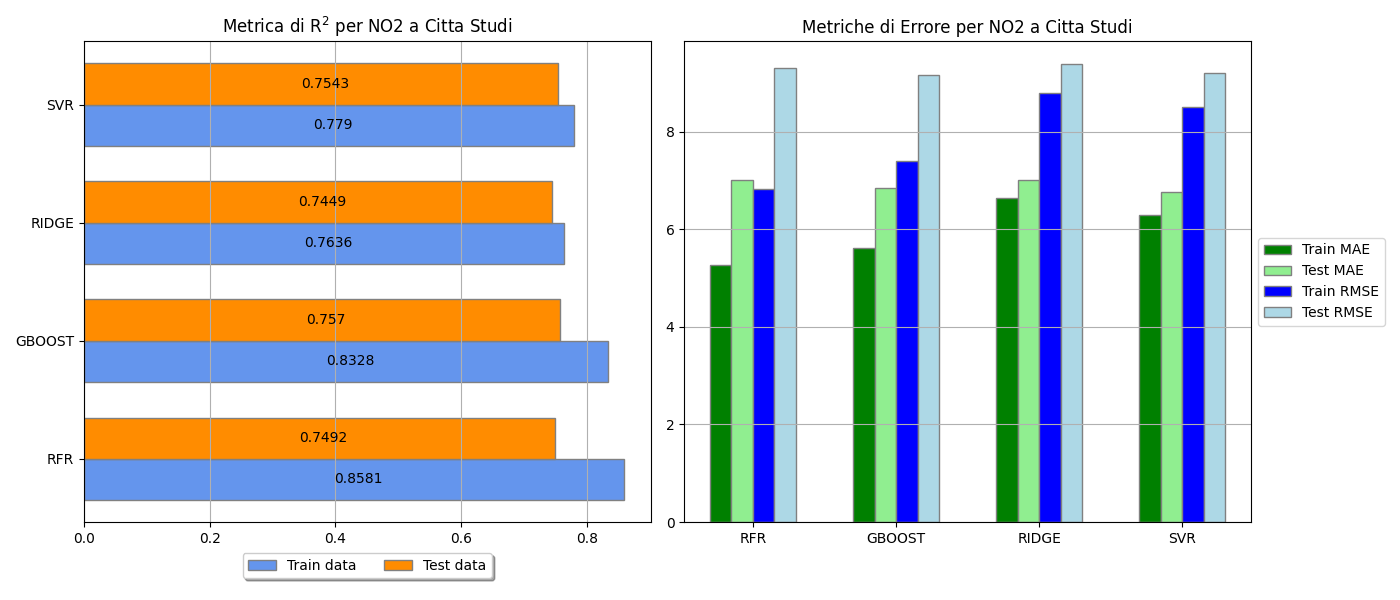 Metrica di R² per NO2 a Citta Studi
SVR
0.7543
0.779
RIDGE
0.7449
0.7636
GBOOST
0.757
0.8328
RFR
0.7492
0.8581
0.0 0.2 0.4 0.6 0.8
Train data Test data
Metriche di Errore per NO2 a Citta Studi
8
6
4
2
0
RFR GBOOST RIDGE SVR
Train MAE
Test MAE
Train RMSE
Test RMSE